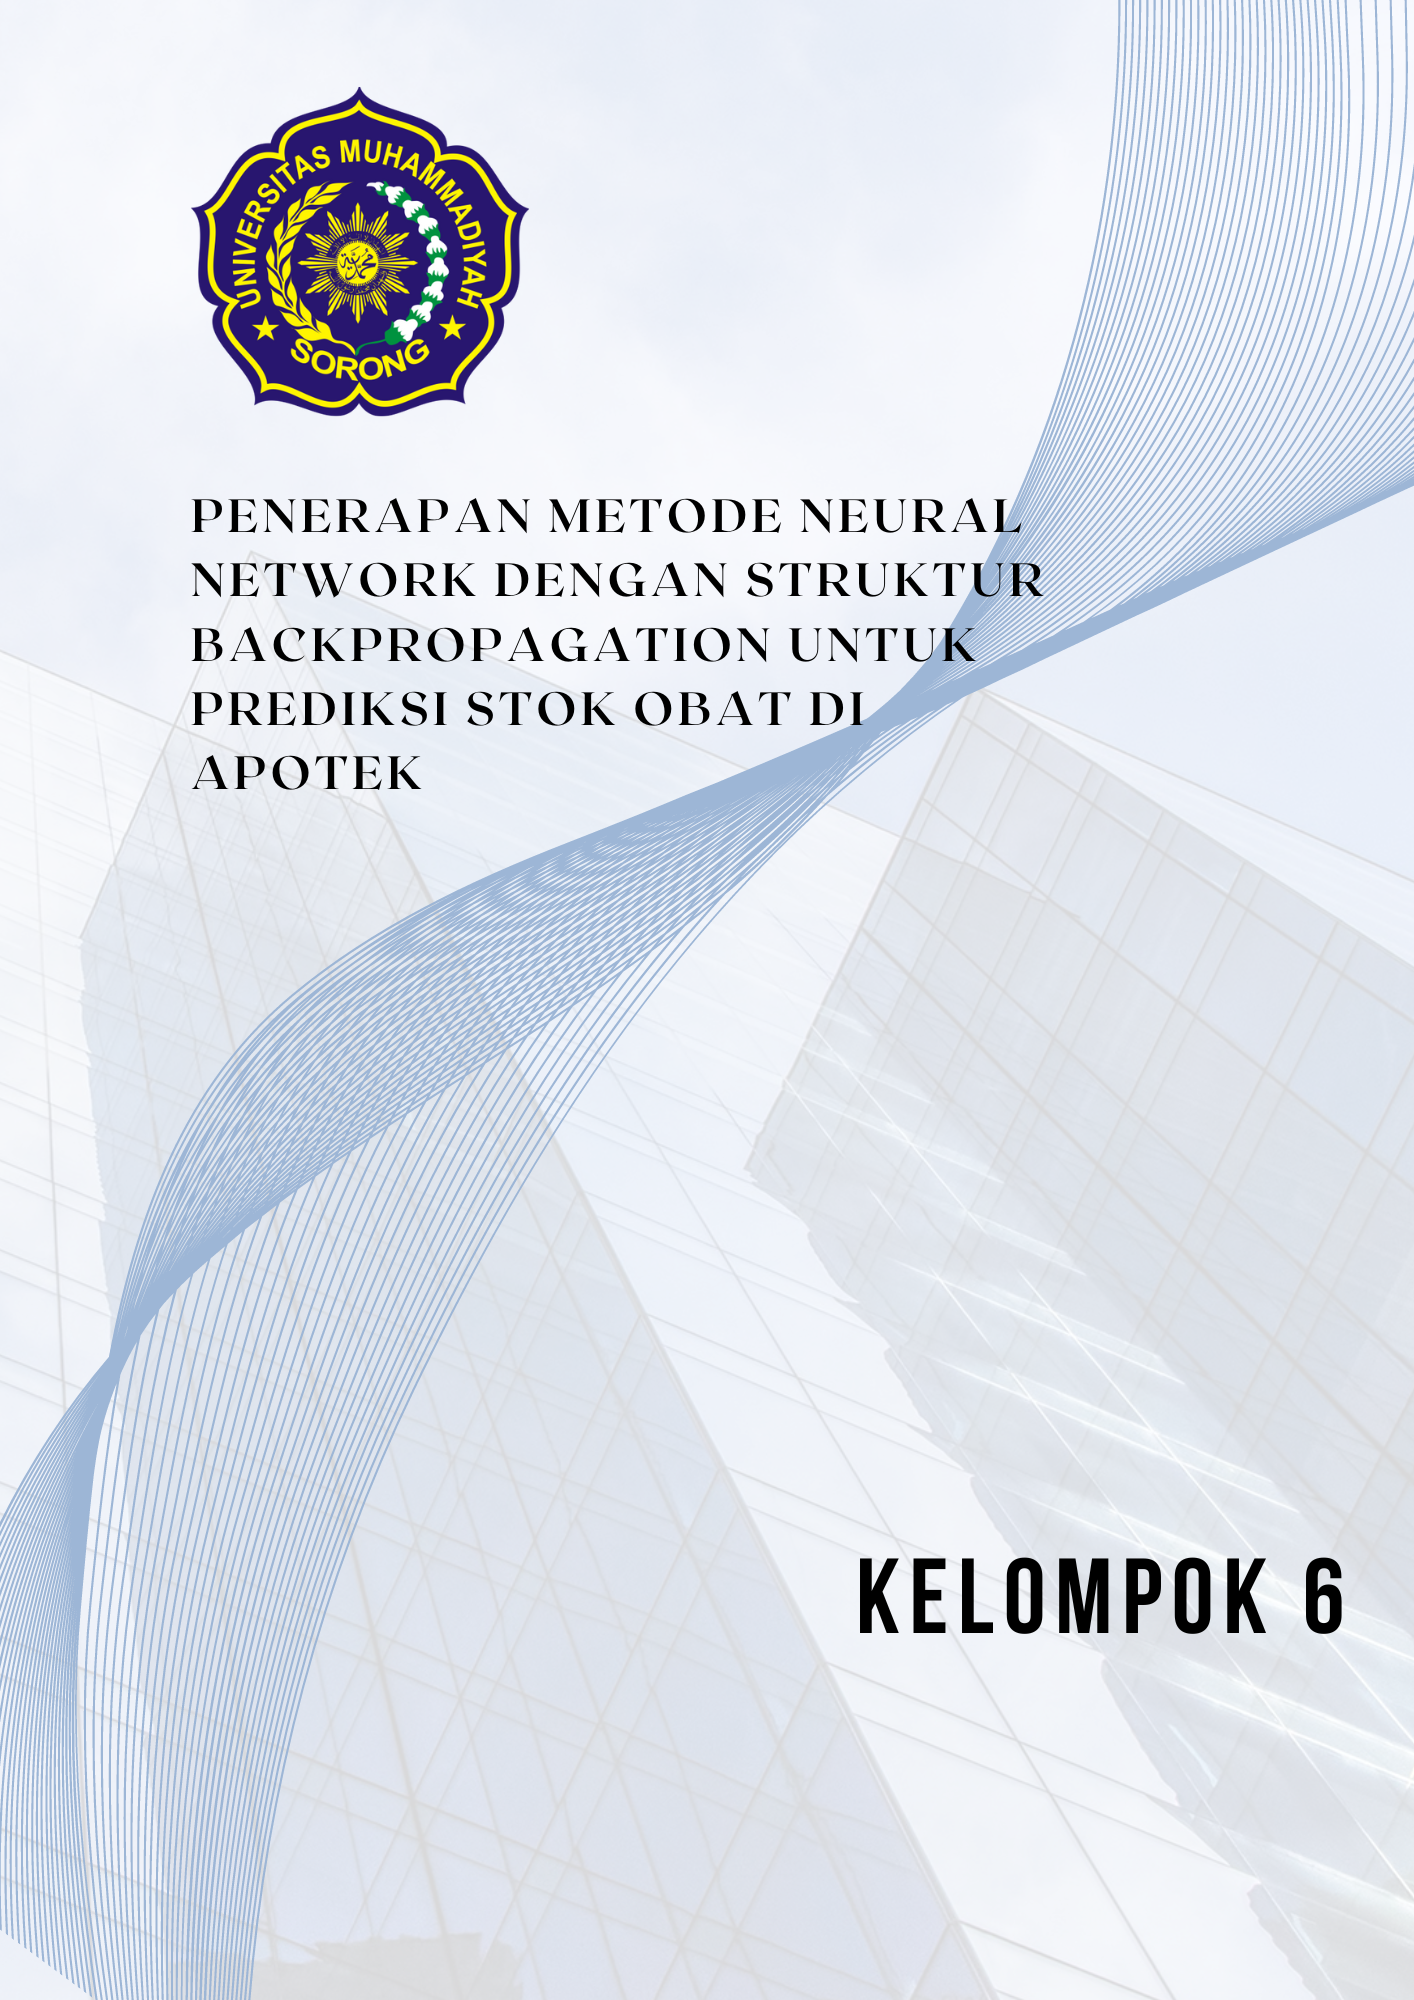 UNIVERSITAS MUHAMMADIYAH
SORONG
PENERAPAN METODE NEURAL
NETWORK DENGAN STRUKTUR
BACKPROPAGATION UNTUK
PREDIKSI STOK OBAT DI
APOTEK
KELOMPOK 6